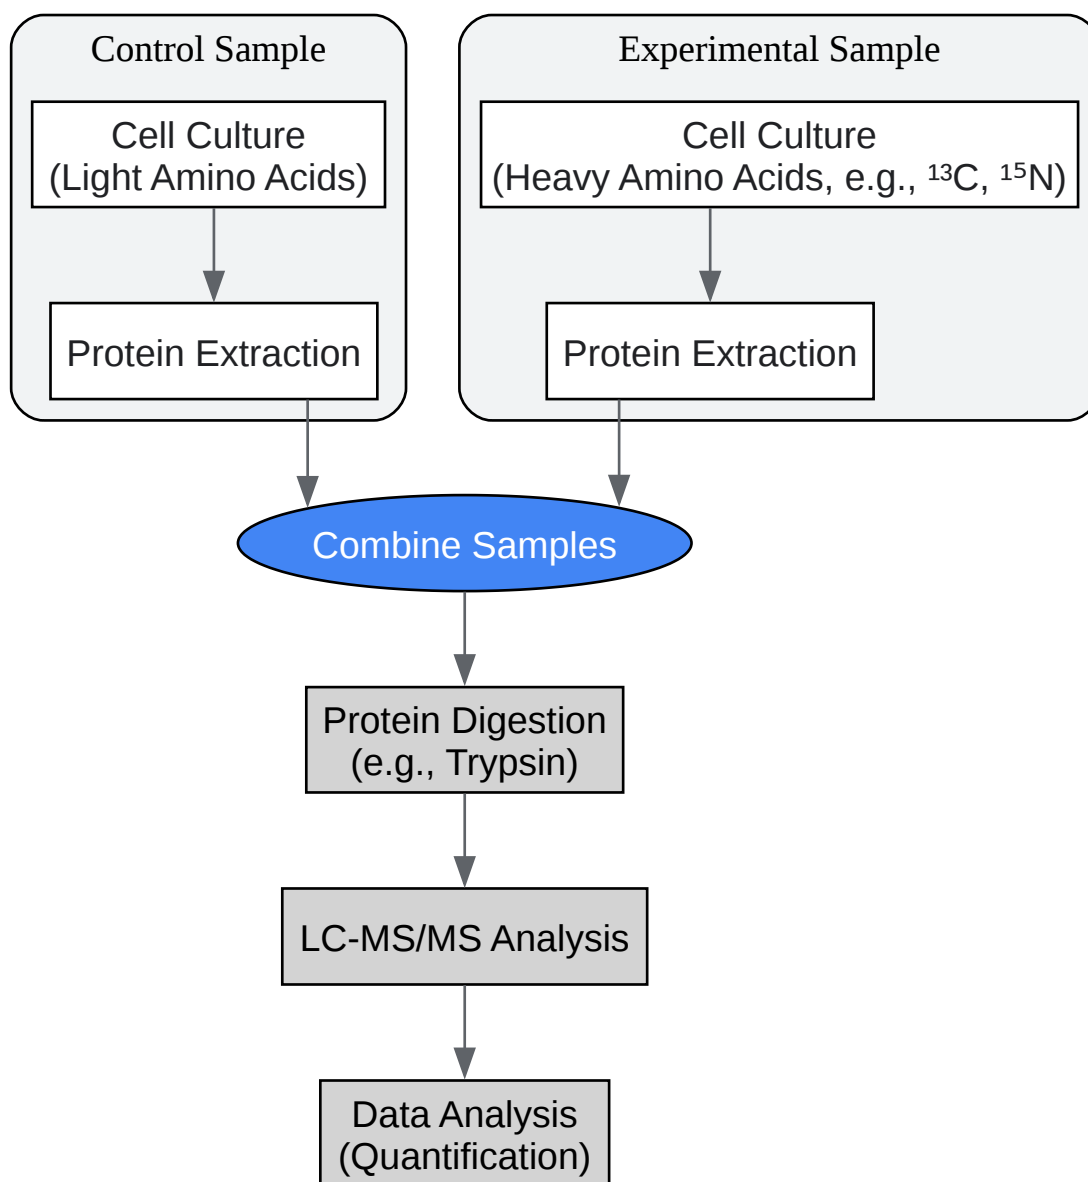 Control Sample
Cell Culture
(Light Amino Acids)
Protein Extraction
Experimental Sample
Cell Culture
(Heavy Amino Acids, e.g., ¹³C, ¹⁵N)
Protein Extraction
Combine Samples
Protein Digestion
(e.g., Trypsin)
LC-MS/MS Analysis
Data Analysis
(Quantification)